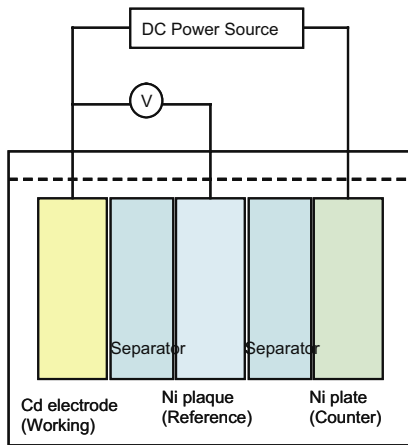 DC Power Source
V
Separator
Separator
Cd electrode
(Working)
Ni plaque
(Reference)
Ni plate
(Counter)